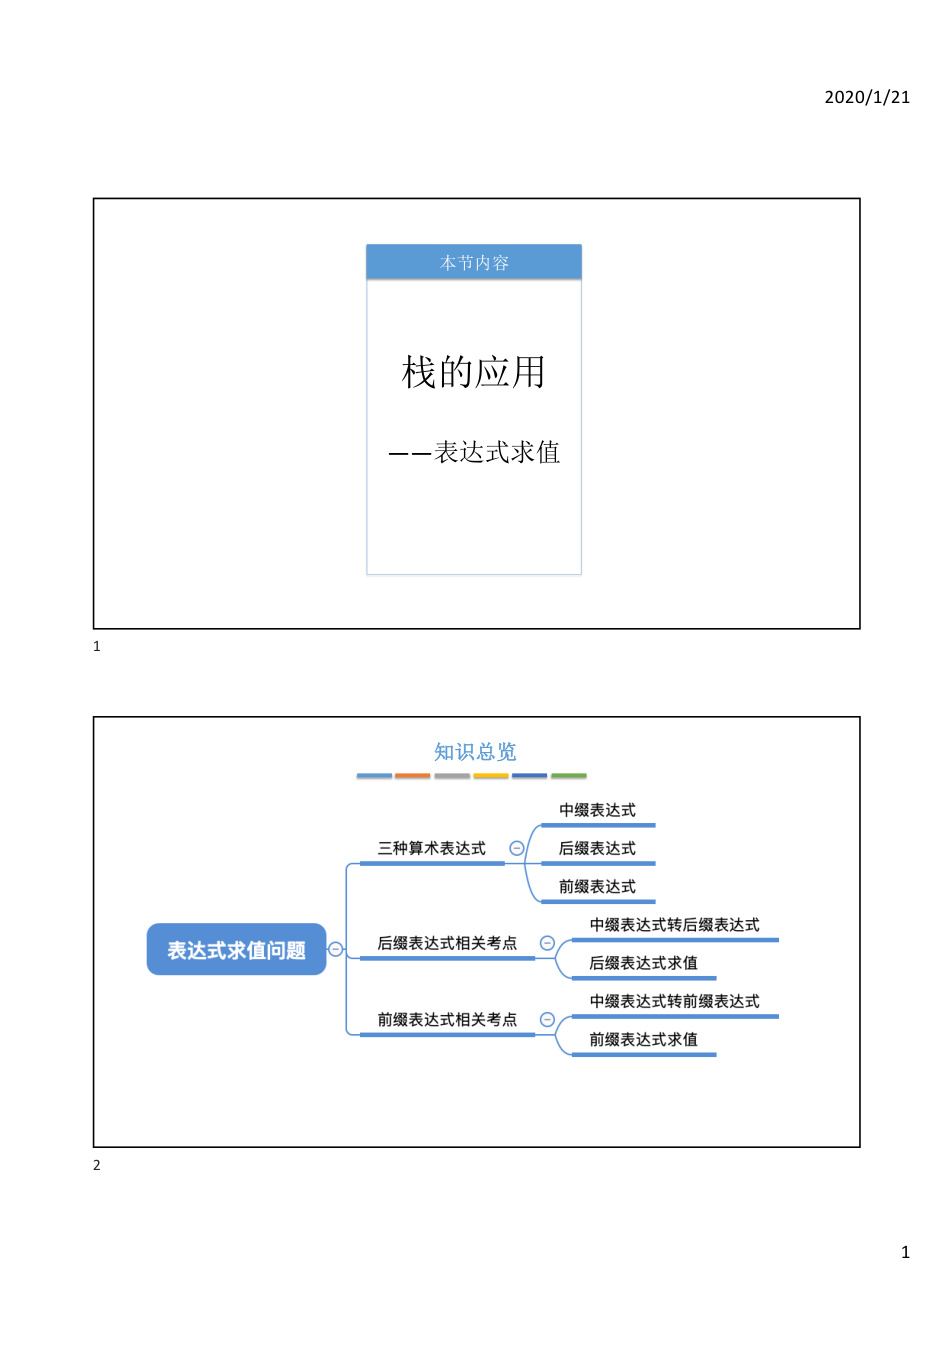 2020/1/21
本节内容
栈的应用
——表达式求值
1
知识总览
中缀表达式
三种算术表达式
后缀表达式
前缀表达式
中缀表达式转后缀表达式
后缀表达式相关考点
表达式求值问题
后缀表达式求值
中缀表达式转前缀表达式
前缀表达式相关考点
前缀表达式求值
2
1